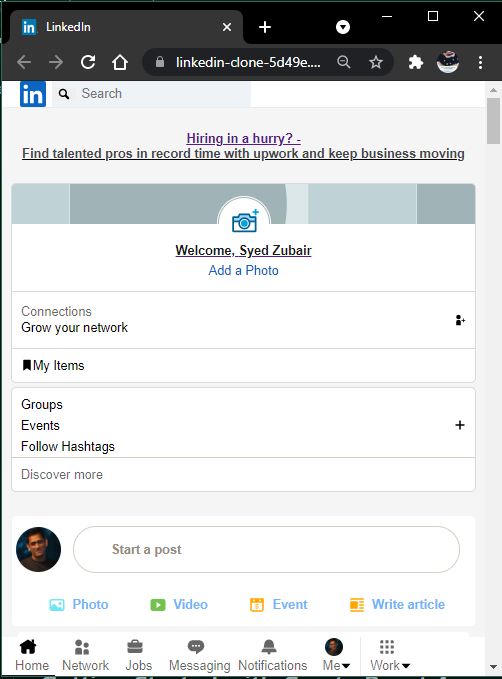 LinkedIn
linkedin-clone-5d49e....
in
Search
Hiring in a hurry? -
Find talented pros in record time with upwork and keep business moving
Welcome, Syed Zubair
Add a Photo
Connections
Grow your network
My Items
Groups
Events
Follow Hashtags
Discover more
Start a post
Photo Video Event Write article
Home Network Jobs Messaging Notifications Me Work